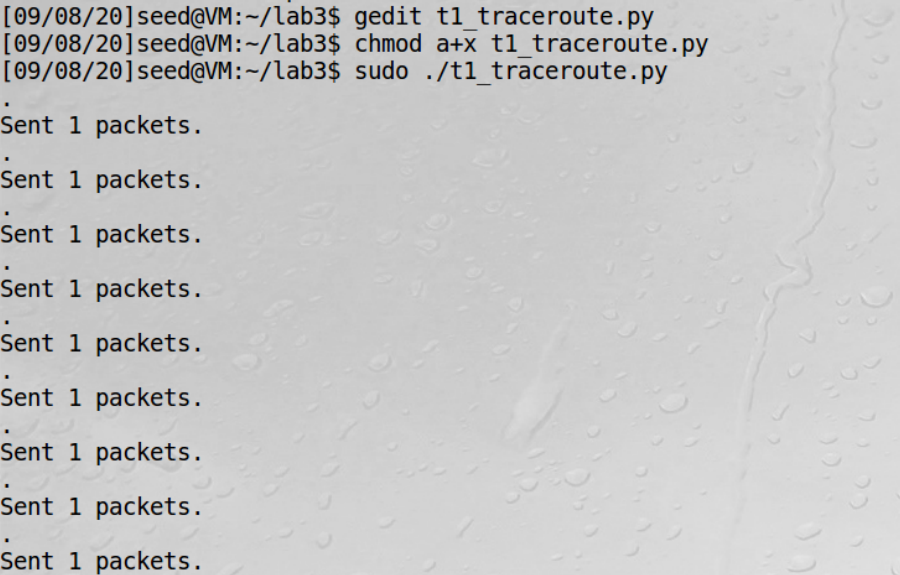 [09/08/20]seed@VM:~/lab3$ gedit t1_traceroute.py
[09/08/20]seed@VM:~/lab3$ chmod a+x t1_traceroute.py
[09/08/20]seed@VM:~/lab3$ sudo ./t1_traceroute.py
.
Sent 1 packets.
.
Sent 1 packets.
.
Sent 1 packets.
.
Sent 1 packets.
.
Sent 1 packets.
.
Sent 1 packets.
.
Sent 1 packets.
.
Sent 1 packets.
.
Sent 1 packets.